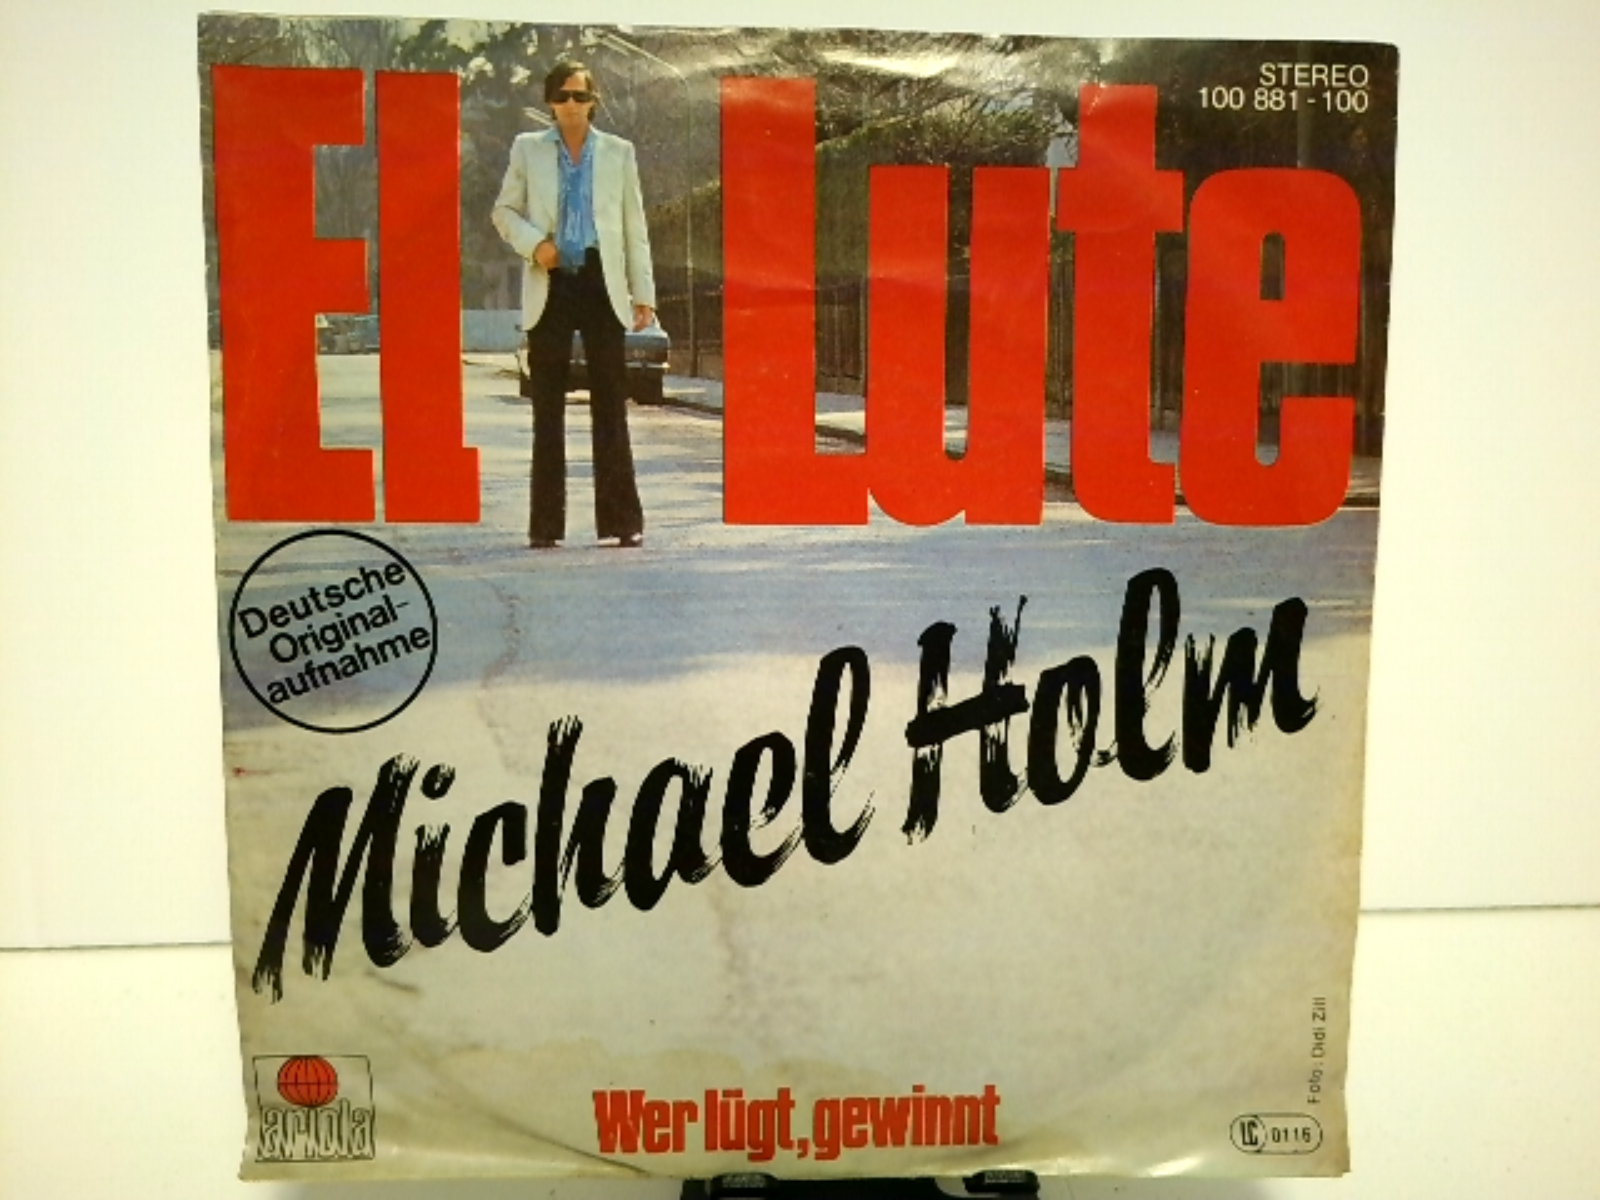 STEREO
100 881 - 100
El Lute
Deutsche
Original-
aufnahme
Michael Holm
Foto: Didi Zill
ariola
Wer lügt, gewinnt
LC 0116